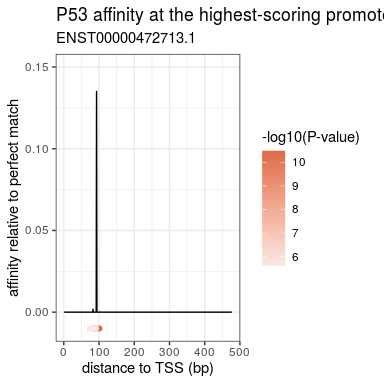 P53 affinity at the highest-scoring promote
ENST00000472713.1
0.15
0.10
0.05
0.00
affinity relative to perfect match
0 100 200 300 400 500
distance to TSS (bp)
-log10(P-value)
10
9
8
7
6